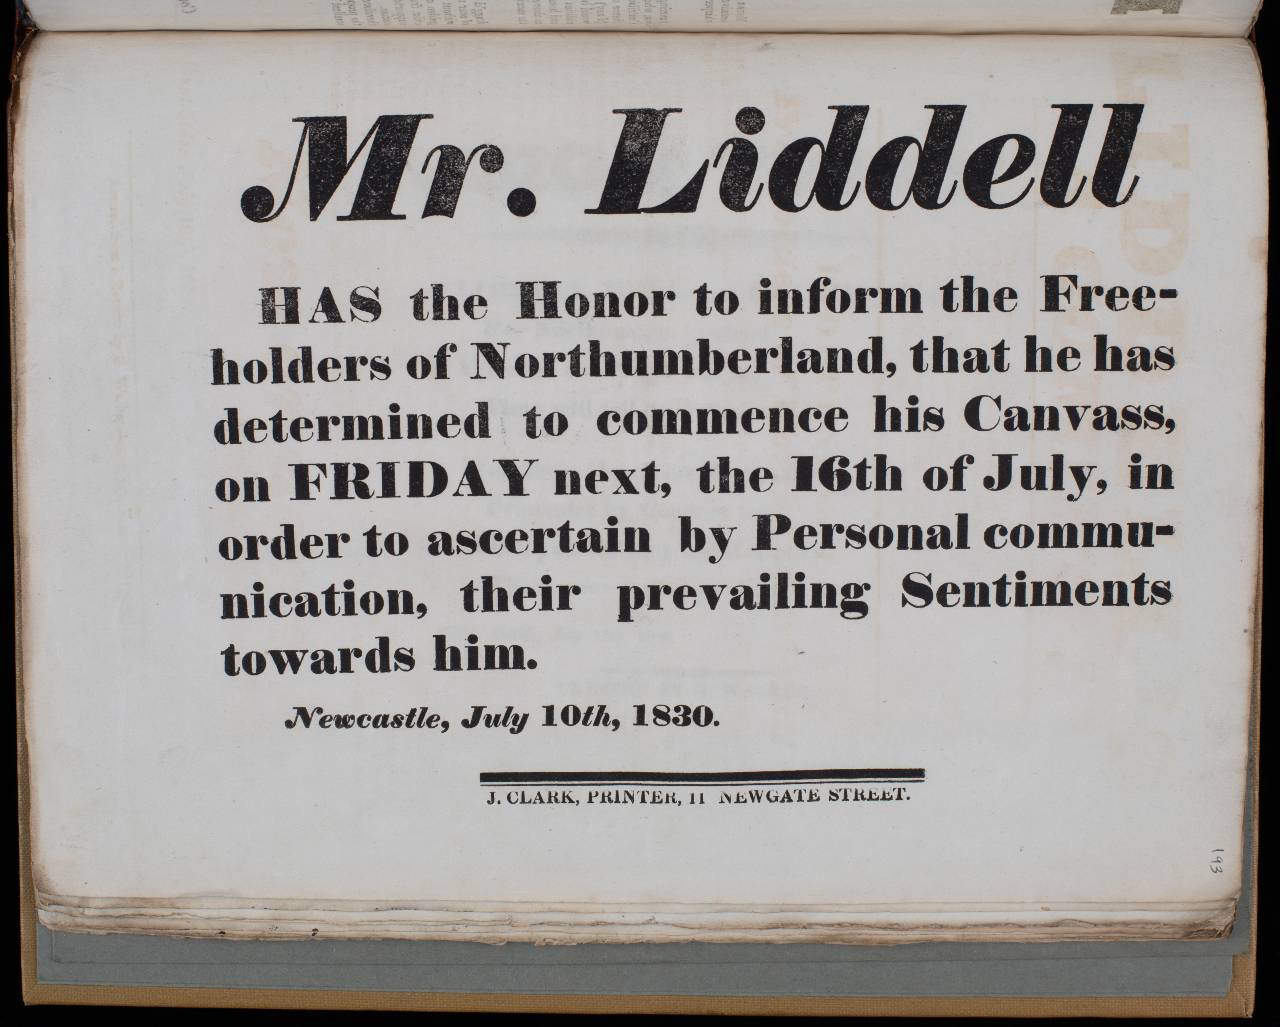 Mr. Liddell
HAS the Honor to inform the Free-
holders of Northumberland, that he has
determined to commence his Canvass,
on FRIDAY next, the 16th of July, in
order to ascertain by Personal commu-
nication, their prevailing Sentiments
towards him.
Newcastle, July 10th, 1830.
J. CLARK, PRINTER, 11 NEWGATE STREET.
193